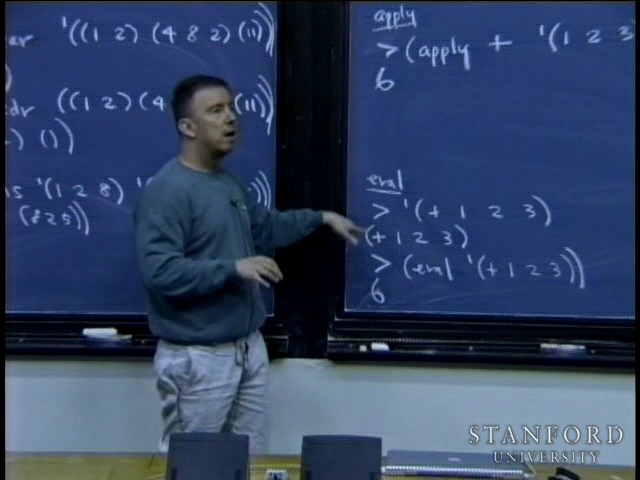 '((1 2) (4 8 2) (11))
((1 2) (4 (11))
) ())
'(1 2 8)
(8 2 5))
apply
> (apply + '(1 2 3
6
eval
> '(+ 1 2 3)
(+ 1 2 3)
> (eval '(+ 1 2 3))
6
STANFORD
UNIVERSITY